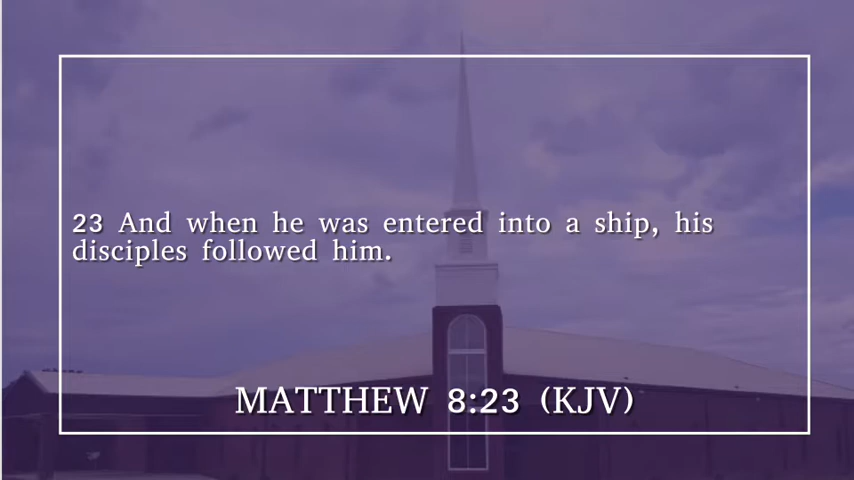 23 And when he was entered into a ship, his
disciples followed him.
MATTHEW 8:23 (KJV)